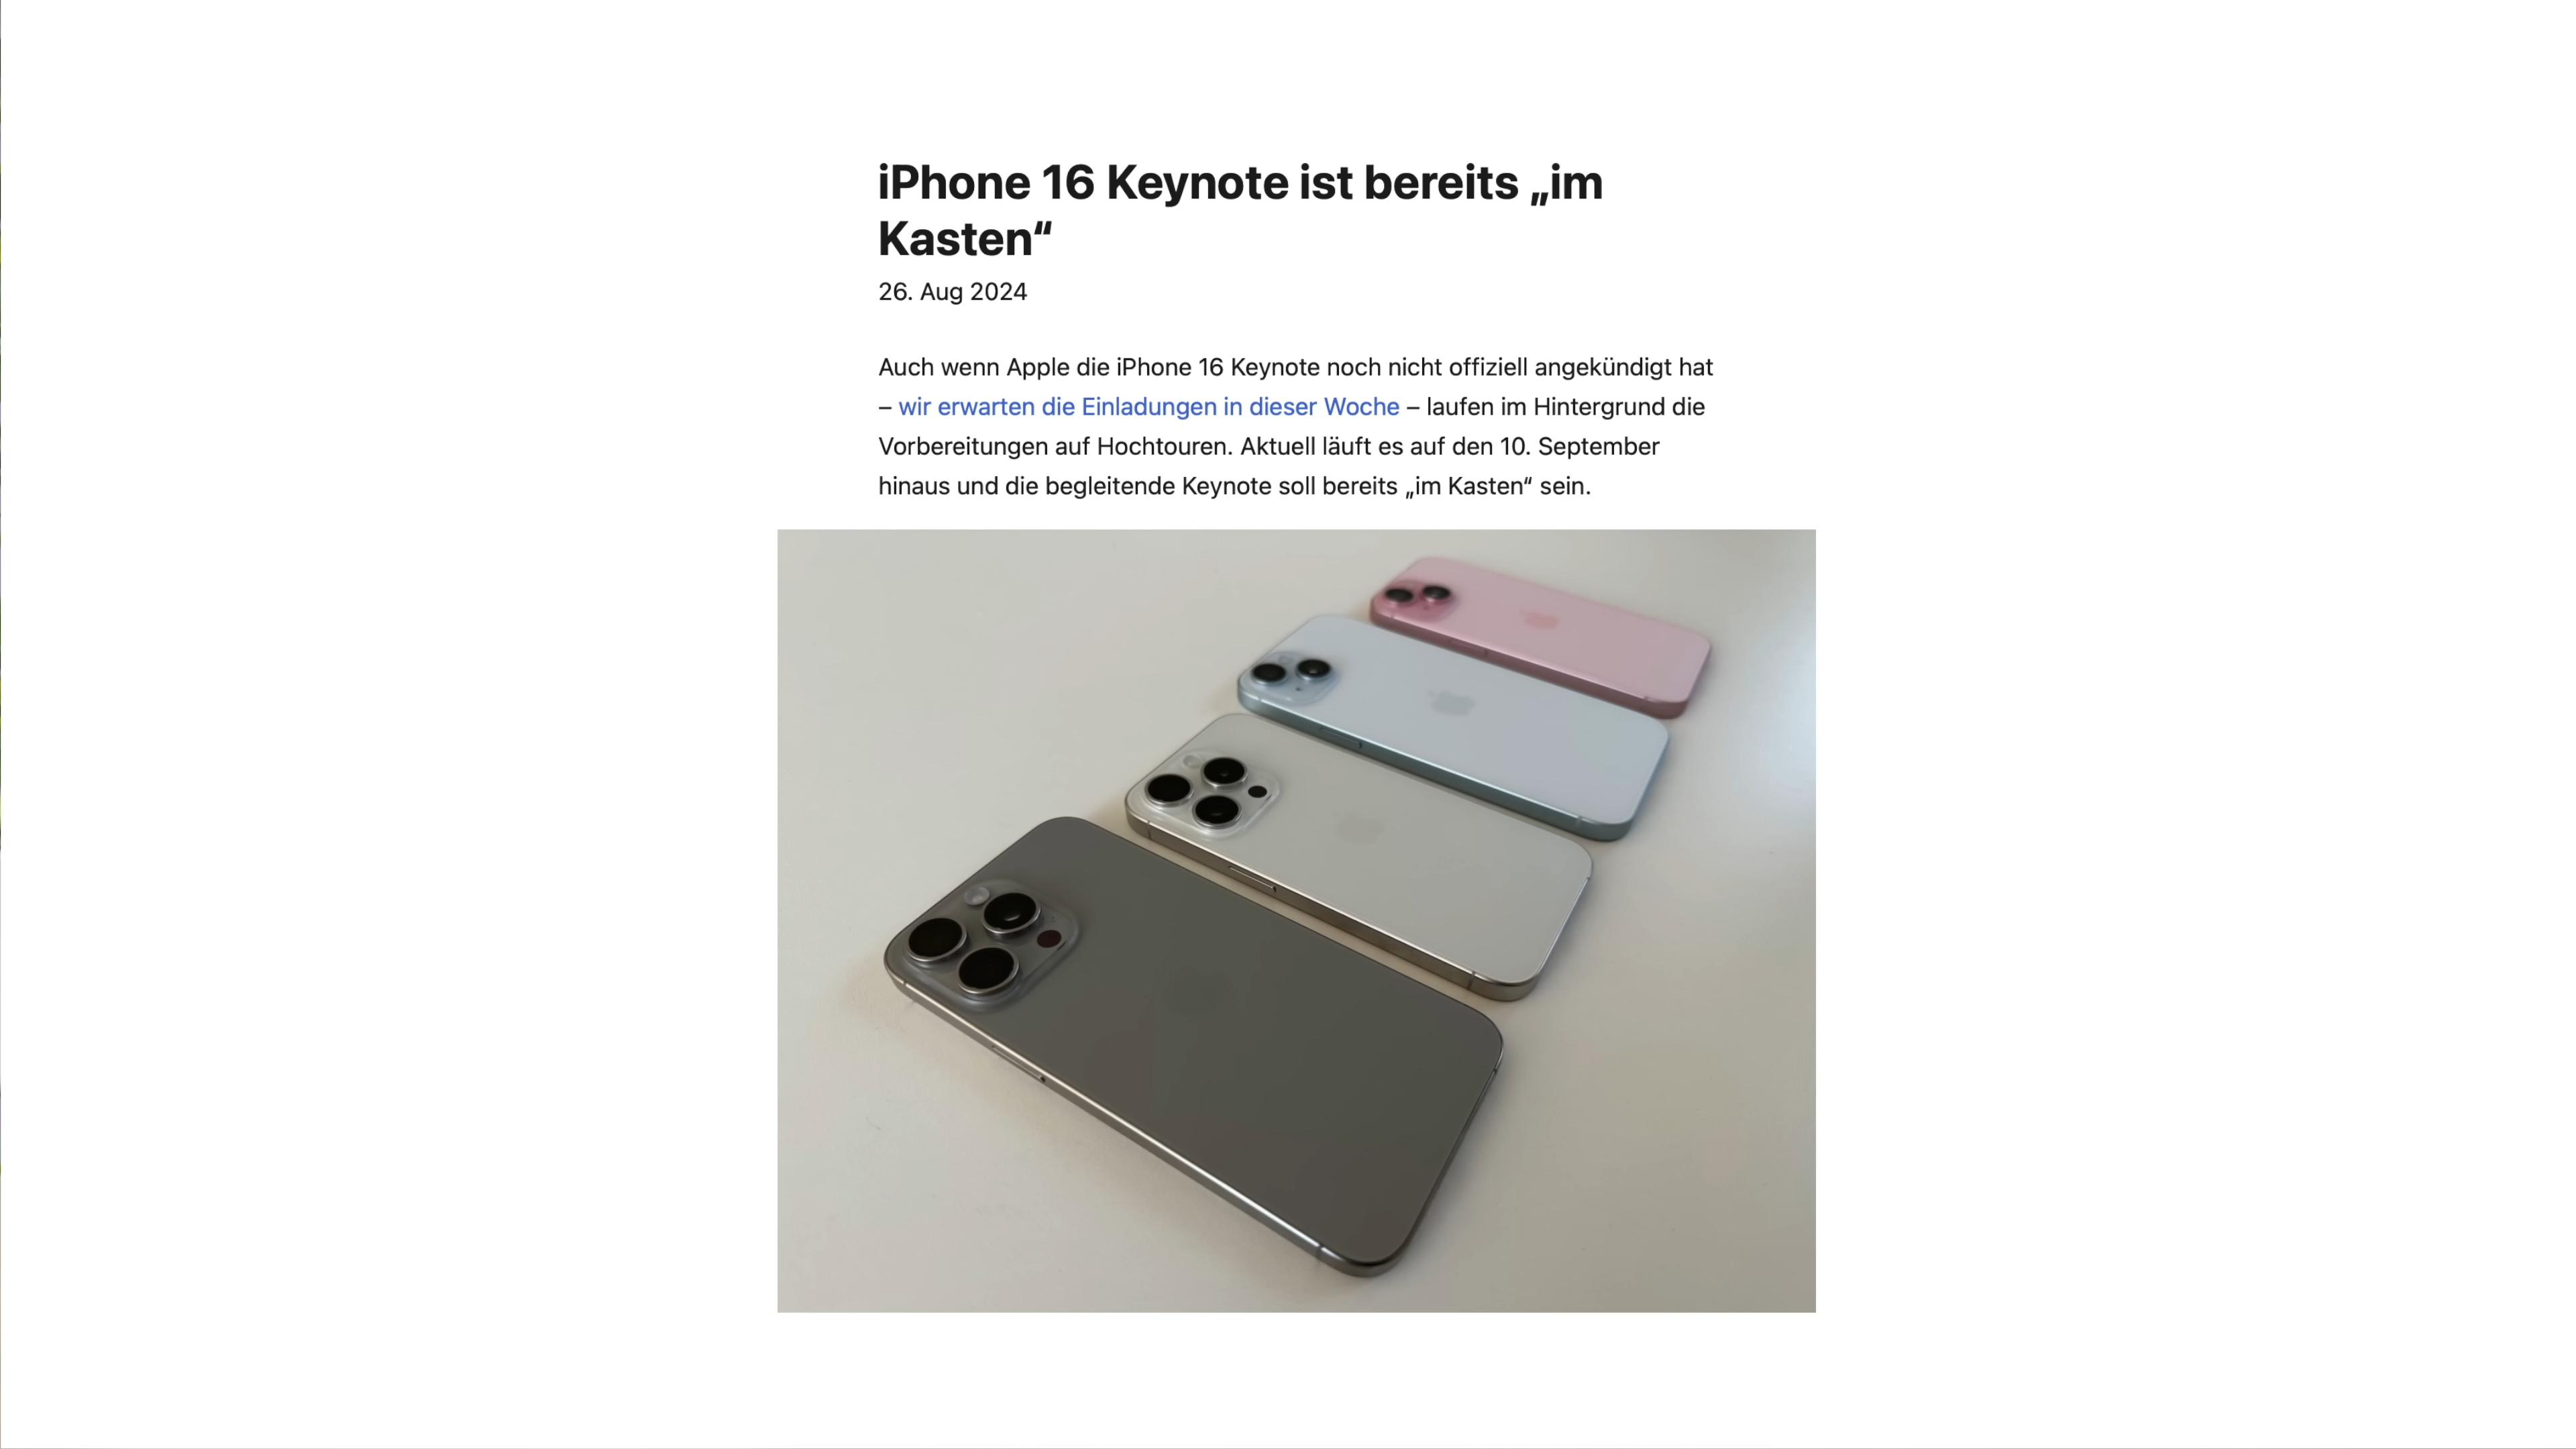 iPhone 16 Keynote ist bereits „im
Kasten“
26. Aug 2024
Auch wenn Apple die iPhone 16 Keynote noch nicht offiziell angekündigt hat
– wir erwarten die Einladungen in dieser Woche – laufen im Hintergrund die
Vorbereitungen auf Hochtouren. Aktuell läuft es auf den 10. September
hinaus und die begleitende Keynote soll bereits „im Kasten“ sein.